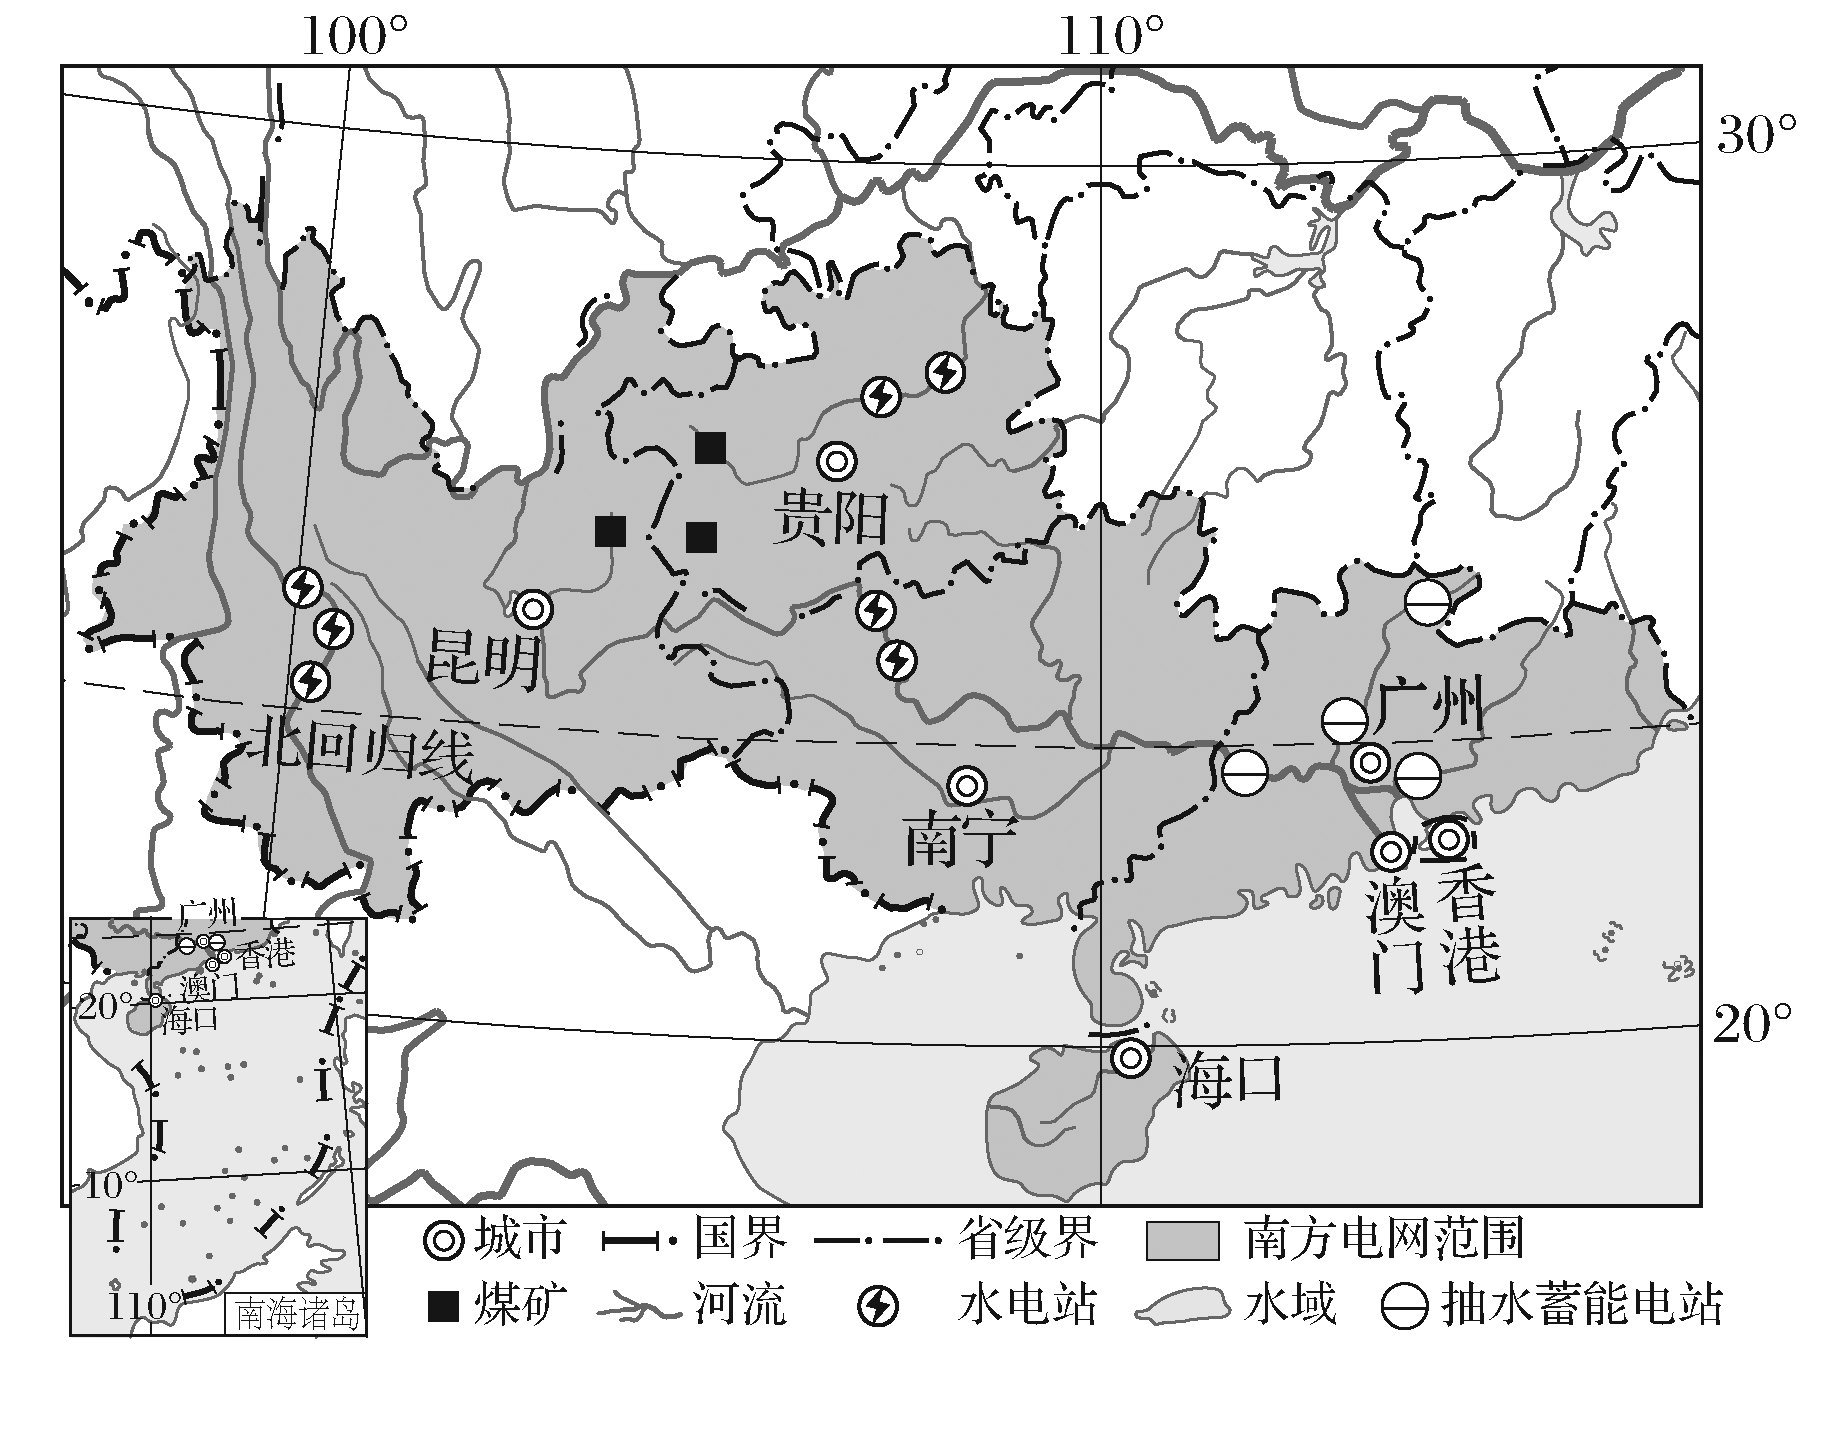 100°
110°
30°
贵阳
昆明
广州
北回归线
南宁
澳门
香港
20°
海口
广州
香港
澳门
20°
海口
10°
110°
南海诸岛
城市 国界 省级界 南方电网范围
煤矿 河流 水电站 水域 抽水蓄能电站